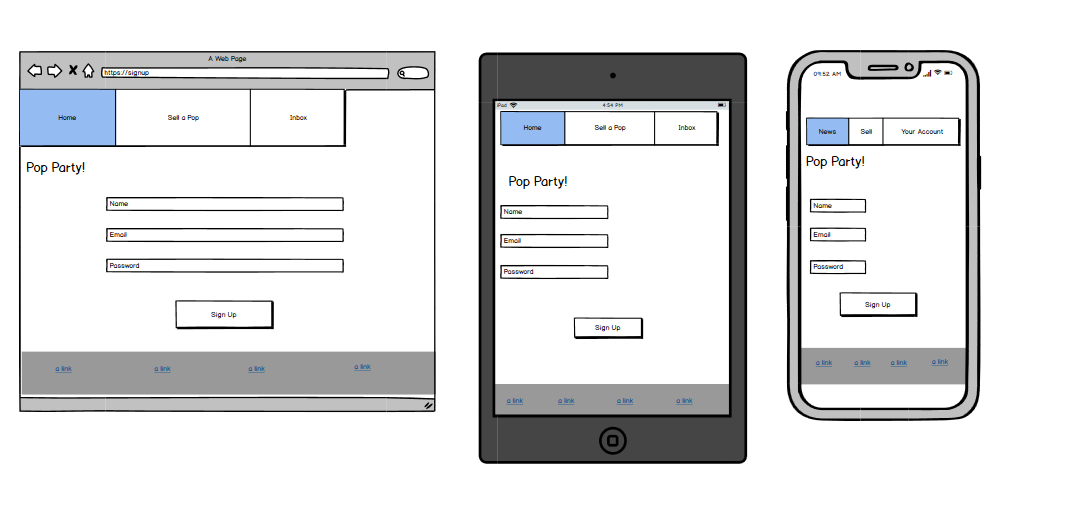 A Web Page
https://signup
Home Sell a Pop Inbox
Pop Party!
Name
Email
Password
Sign Up
a link a link a link a link
iPad 4:54 PM
Home Sell a Pop Inbox
Pop Party!
Name
Email
Password
Sign Up
a link a link a link a link
09:52 AM
News Sell Your Account
Pop Party!
Name
Email
Password
Sign Up
a link a link a link a link